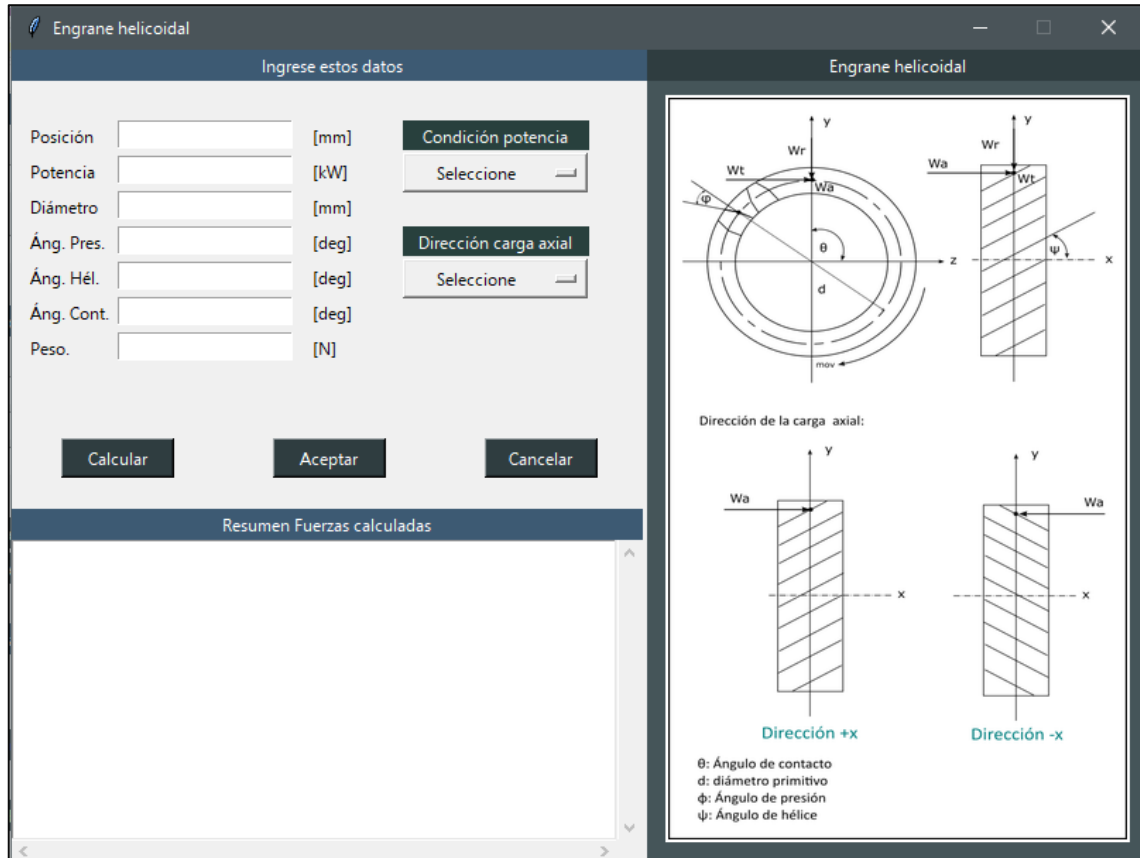 Engrane helicoidal
Ingrese estos datos
Posición [mm]
Potencia [kW]
Diámetro [mm]
Áng. Pres. [deg]
Áng. Hél. [deg]
Áng. Cont. [deg]
Peso. [N]
Condición potencia
Seleccione
Dirección carga axial
Seleccione
Calcular Aceptar Cancelar
Resumen Fuerzas calculadas
Engrane helicoidal
y
Wr
Wt
Wa
φ
θ
z
d
mov
y
Wr
Wa
Wt
ψ
x
Dirección de la carga axial:
y
Wa
x
Dirección +x
y
Wa
x
Dirección -x
θ: Ángulo de contacto
d: diámetro primitivo
ϕ: Ángulo de presión
ψ: Ángulo de hélice